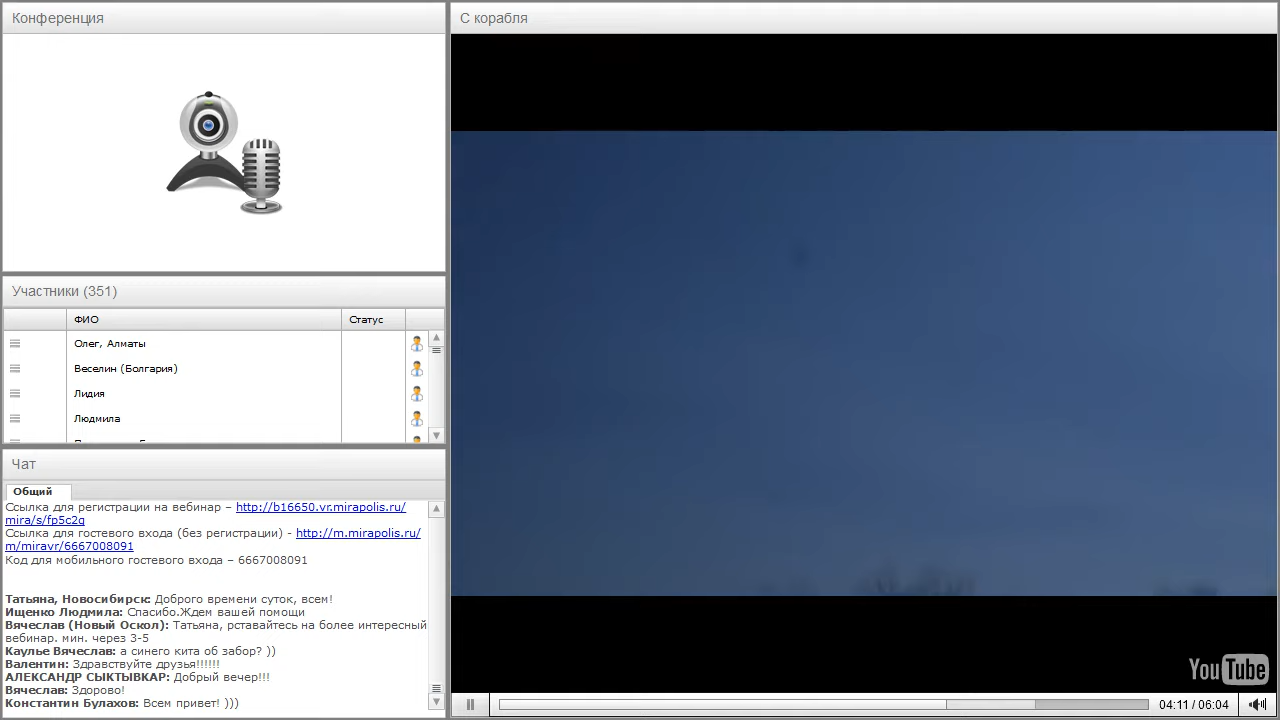 Конференция
С корабля
Участники (351)
ФИО
Статус
Олег, Алматы
Веселин (Болгария)
Лидия
Людмила
Чат
Общий
Ссылка для регистрации на вебинар – http://b16650.vr.mirapolis.ru/
mira/s/fp5c2q
Ссылка для гостевого входа (без регистрации) - http://m.mirapolis.ru/
m/miravr/6667008091
Код для мобильного гостевого входа – 6667008091
Татьяна, Новосибирск: Доброго времени суток, всем!
Ищенко Людмила: Спасибо.Ждем вашей помощи
Вячеслав (Новый Оскол): Татьяна, рставайтесь на более интересный
вебинар. мин. через 3-5
Каулье Вячеслав: а синего кита об забор? ))
Валентин: Здравствуйте друзья!!!!!!
АЛЕКСАНДР СЫКТЫВКАР: Добрый вечер!!!
Вячеслав: Здорово!
Константин Булахов: Всем привет! )))
YouTube
04:11 / 06:04